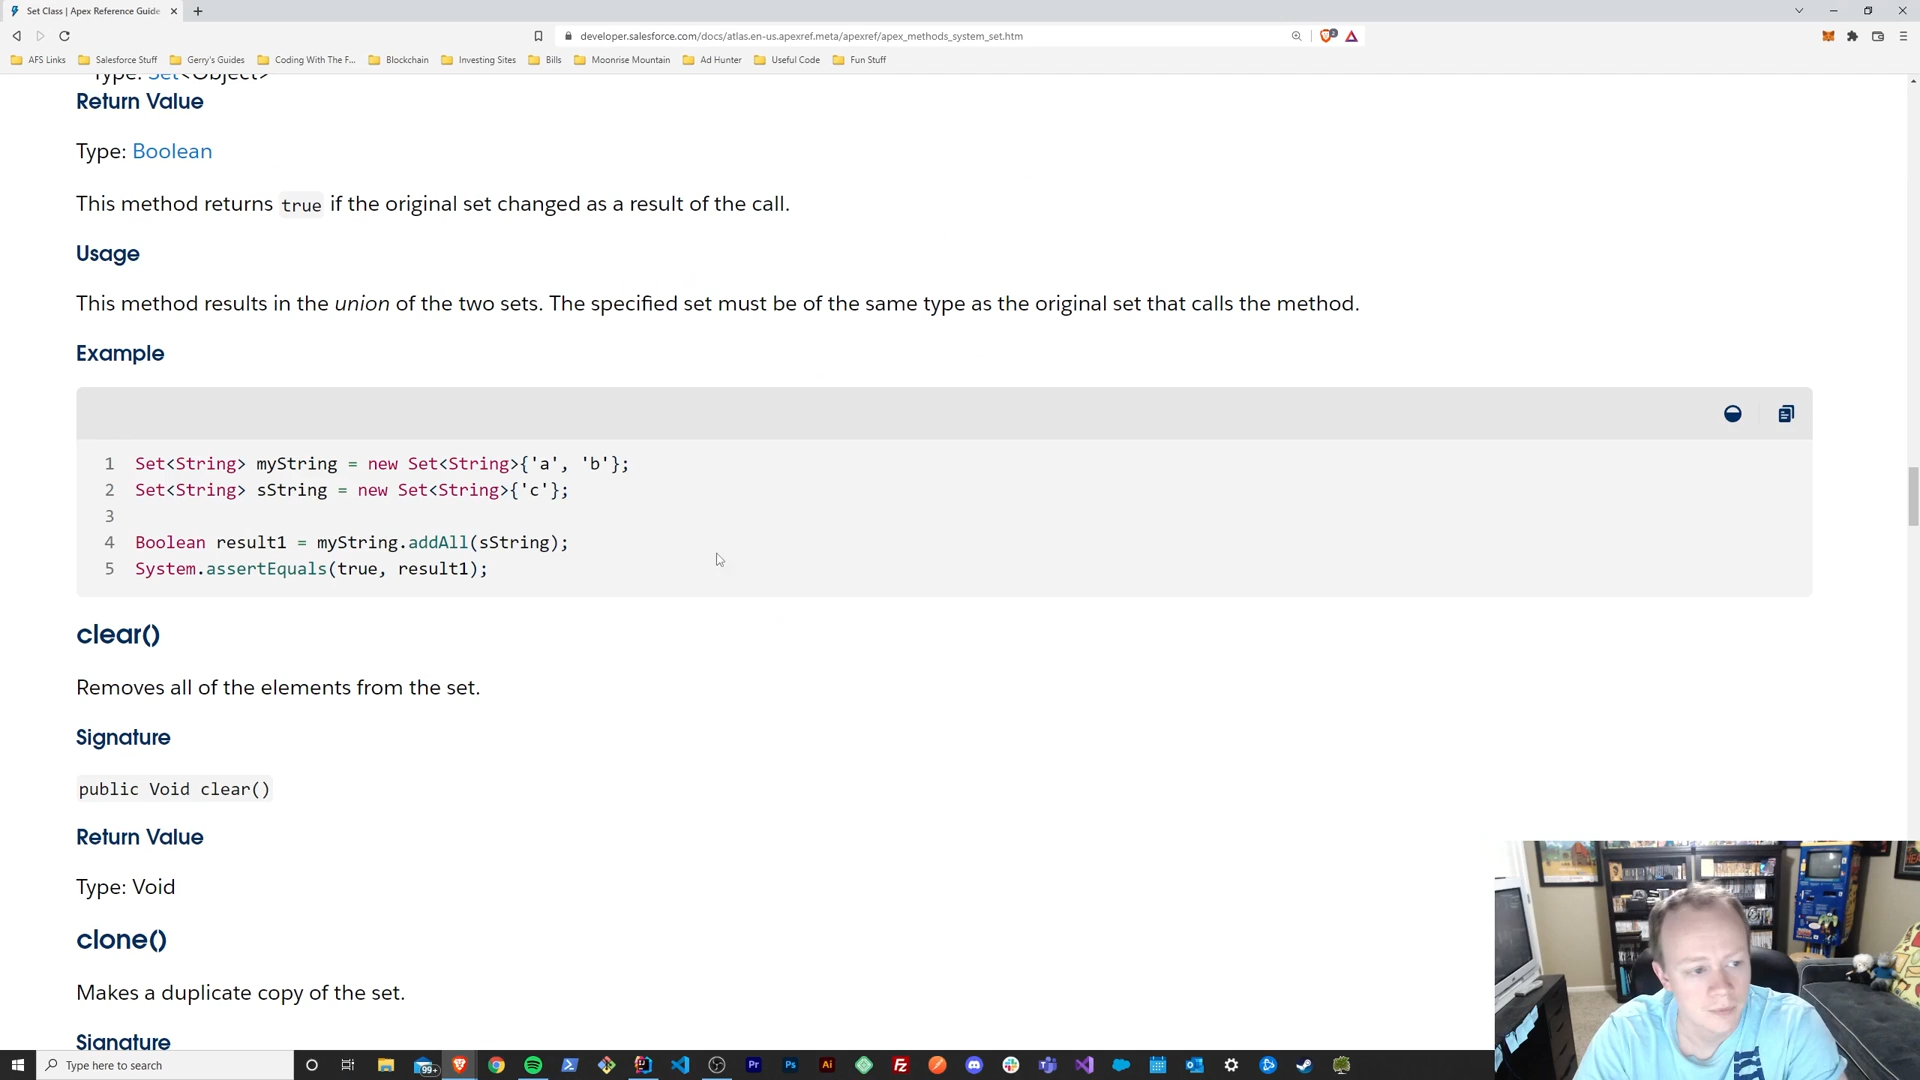 Set Class | Apex Reference Guide
developer.salesforce.com/docs/atlas.en-us.apexref.meta/apexref/apex_methods_system_set.htm
AFS Links Salesforce Stuff Gerry's Guides Coding With The F... Blockchain Investing Sites Bills Moonrise Mountain Ad Hunter Useful Code Fun Stuff
Type: Set<Object>
Return Value
Type: Boolean
This method returns true if the original set changed as a result of the call.
Usage
This method results in the union of the two sets. The specified set must be of the same type as the original set that calls the method.
Example
1 Set<String> myString = new Set<String>{'a', 'b'};
2 Set<String> sString = new Set<String>{'c'};
3
4 Boolean result1 = myString.addAll(sString);
5 System.assertEquals(true, result1);
clear()
Removes all of the elements from the set.
Signature
public Void clear()
Return Value
Type: Void
clone()
Makes a duplicate copy of the set.
Signature
Type here to search
99+
Pr Ps Ai